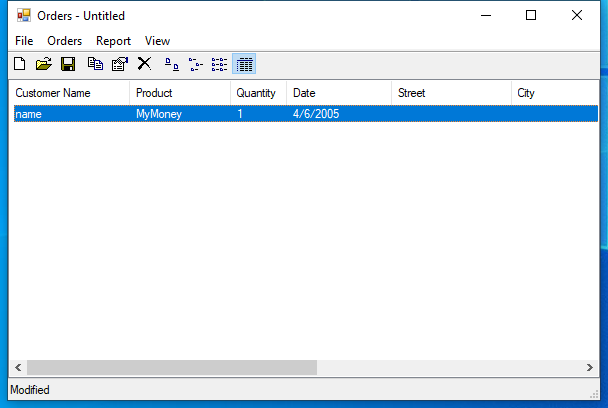 Orders - Untitled
File Orders Report View
Customer Name Product Quantity Date Street City
name MyMoney 1 4/6/2005
Modified